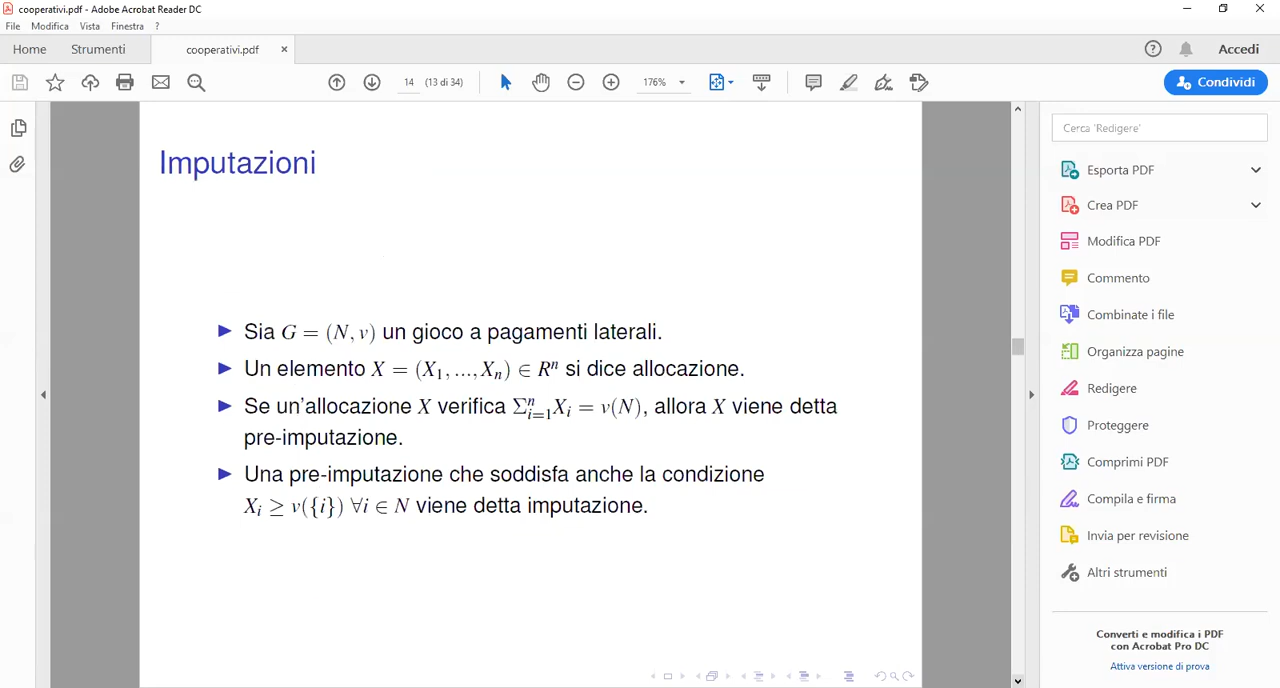 cooperativi.pdf - Adobe Acrobat Reader DC
File Modifica Vista Finestra ?
Home Strumenti cooperativi.pdf × Accedi
14 (13 di 34) 176% Condividi
Cerca 'Redigere'
Imputazioni
Sia G = (N, v) un gioco a pagamenti laterali.
Un elemento X = (X₁, ..., Xₙ) ∈ Rⁿ si dice allocazione.
Se un'allocazione X verifica Σⁿᵢ₌₁Xᵢ = v(N), allora X viene detta
pre-imputazione.
Una pre-imputazione che soddisfa anche la condizione
Xᵢ ≥ v({i}) ∀i ∈ N viene detta imputazione.
Esporta PDF
Crea PDF
Modifica PDF
Commento
Combinate i file
Organizza pagine
Redigere
Proteggere
Comprimi PDF
Compila e firma
Invia per revisione
Altri strumenti
Converti e modifica i PDF
con Acrobat Pro DC
Attiva versione di prova